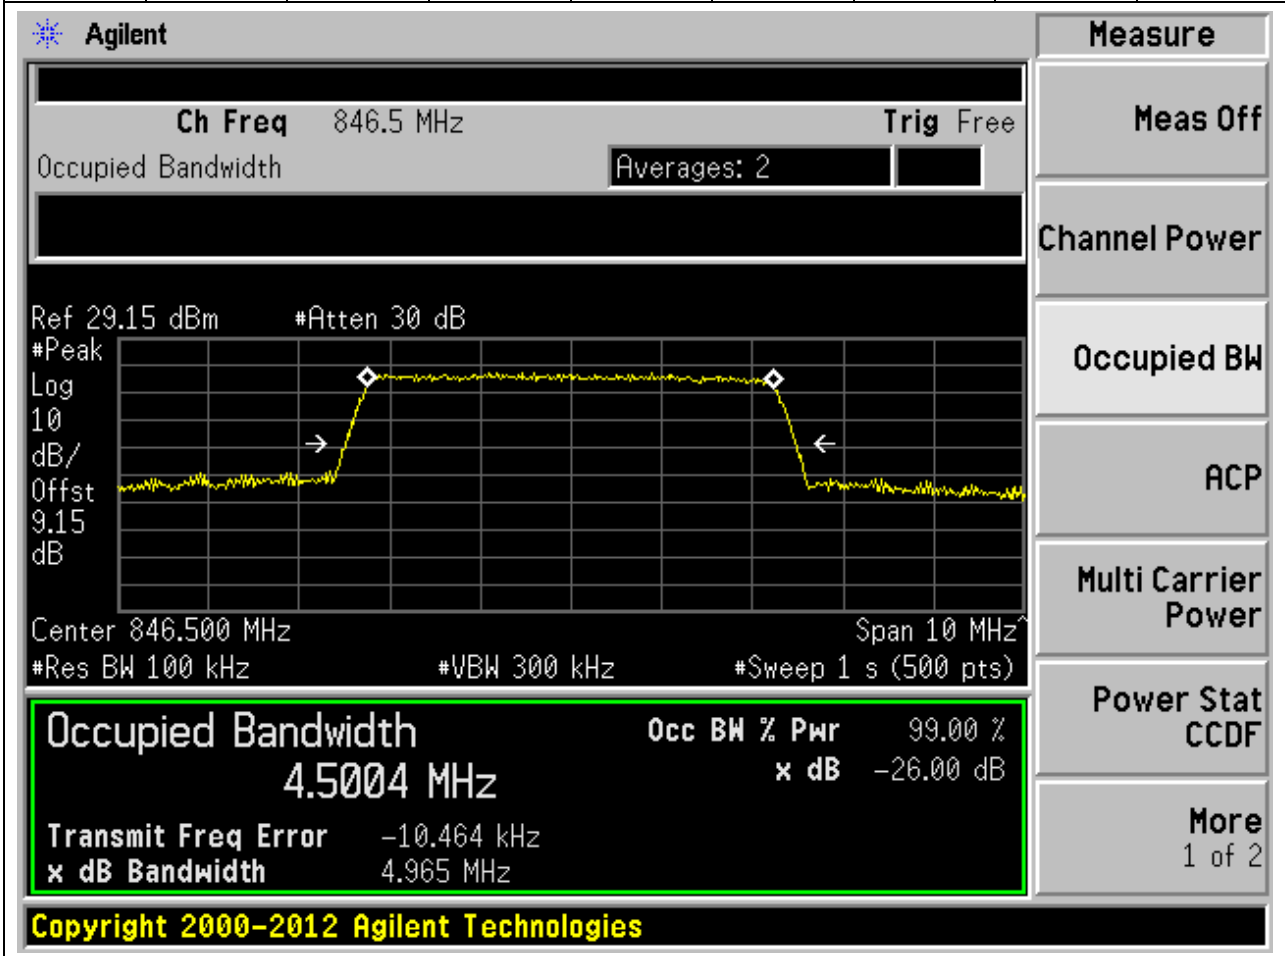 Agilent
Measure
Ch Freq 846.5 MHz Trig Free
Occupied Bandwidth Averages: 2
Meas Off
Channel Power
Occupied BW
ACP
Multi Carrier
Power
Power Stat
CCDF
More
1 of 2
Ref 29.15 dBm #Atten 30 dB
#Peak
Log
10
dB/
Offst
9.15
dB
Center 846.500 MHz Span 10 MHz^
#Res BW 100 kHz #VBW 300 kHz #Sweep 1 s (500 pts)
Occupied Bandwidth Occ BW % Pwr 99.00 %
4.5004 MHz x dB -26.00 dB
Transmit Freq Error -10.464 kHz
x dB Bandwidth 4.965 MHz
Copyright 2000-2012 Agilent Technologies